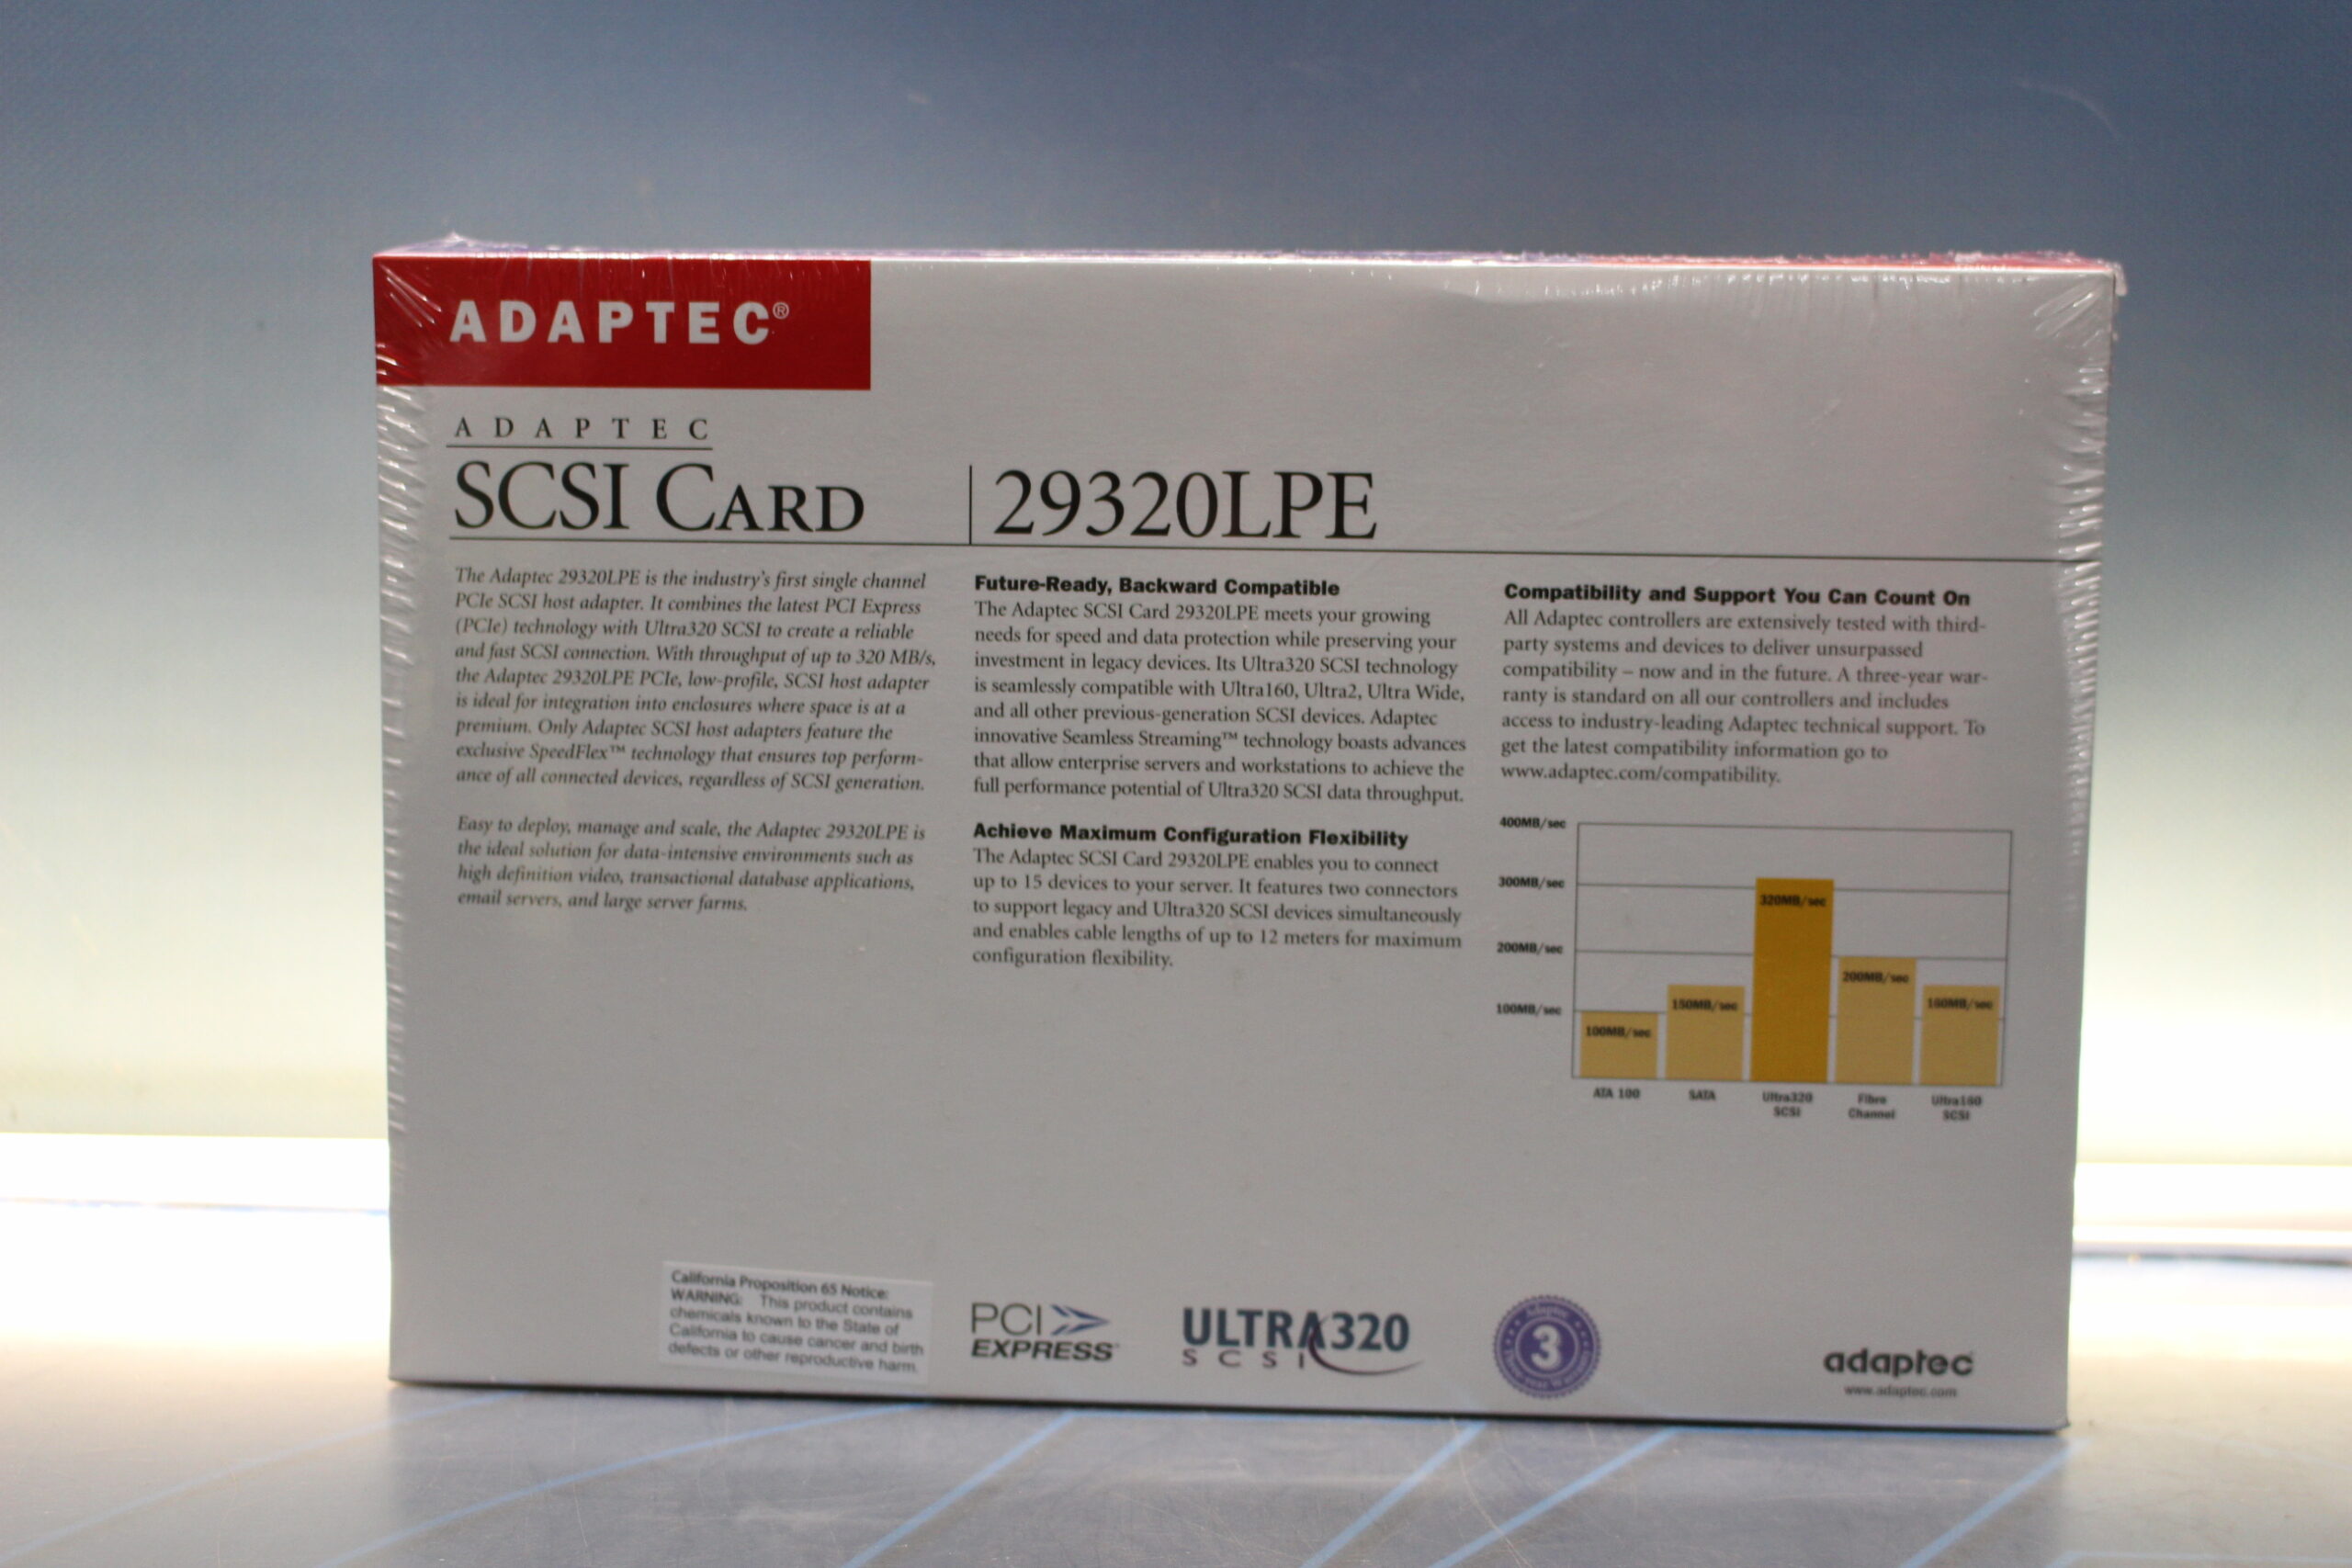 ADAPTEC®
ADAPTEC
SCSI CARD
29320LPE
The Adaptec 29320LPE is the industry's first single channel
PCIe SCSI host adapter. It combines the latest PCI Express
(PCIe) technology with Ultra320 SCSI to create a reliable
and fast SCSI connection. With throughput of up to 320 MB/s,
the Adaptec 29320LPE PCIe, low-profile, SCSI host adapter
is ideal for integration into enclosures where space is at a
premium. Only Adaptec SCSI host adapters feature the
exclusive SpeedFlex™ technology that ensures top perform-
ance of all connected devices, regardless of SCSI generation.
Easy to deploy, manage and scale, the Adaptec 29320LPE is
the ideal solution for data-intensive environments such as
high definition video, transactional database applications,
email servers, and large server farms.
Future-Ready, Backward Compatible
The Adaptec SCSI Card 29320LPE meets your growing
needs for speed and data protection while preserving your
investment in legacy devices. Its Ultra320 SCSI technology
is seamlessly compatible with Ultra160, Ultra2, Ultra Wide,
and all other previous-generation SCSI devices. Adaptec
innovative Seamless Streaming™ technology boasts advances
that allow enterprise servers and workstations to achieve the
full performance potential of Ultra320 SCSI data throughput.
Achieve Maximum Configuration Flexibility
The Adaptec SCSI Card 29320LPE enables you to connect
up to 15 devices to your server. It features two connectors
to support legacy and Ultra320 SCSI devices simultaneously
and enables cable lengths of up to 12 meters for maximum
configuration flexibility.
Compatibility and Support You Can Count On
All Adaptec controllers are extensively tested with third-
party systems and devices to deliver unsurpassed
compatibility – now and in the future. A three-year war-
ranty is standard on all our controllers and includes
access to industry-leading Adaptec technical support. To
get the latest compatibility information go to
www.adaptec.com/compatibility.
400MB/sec
300MB/sec
200MB/sec
100MB/sec
100MB/sec
150MB/sec
320MB/sec
200MB/sec
160MB/sec
ATA 100
SATA
Ultra320
SCSI
Fibre
Channel
Ultra160
SCSI
California Proposition 65 Notice:
WARNING: This product contains
chemicals known to the State of
California to cause cancer and birth
defects or other reproductive harm.
PCI
EXPRESS
ULTRA320
SCSI
Adaptec
3
adaptec
www.adaptec.com